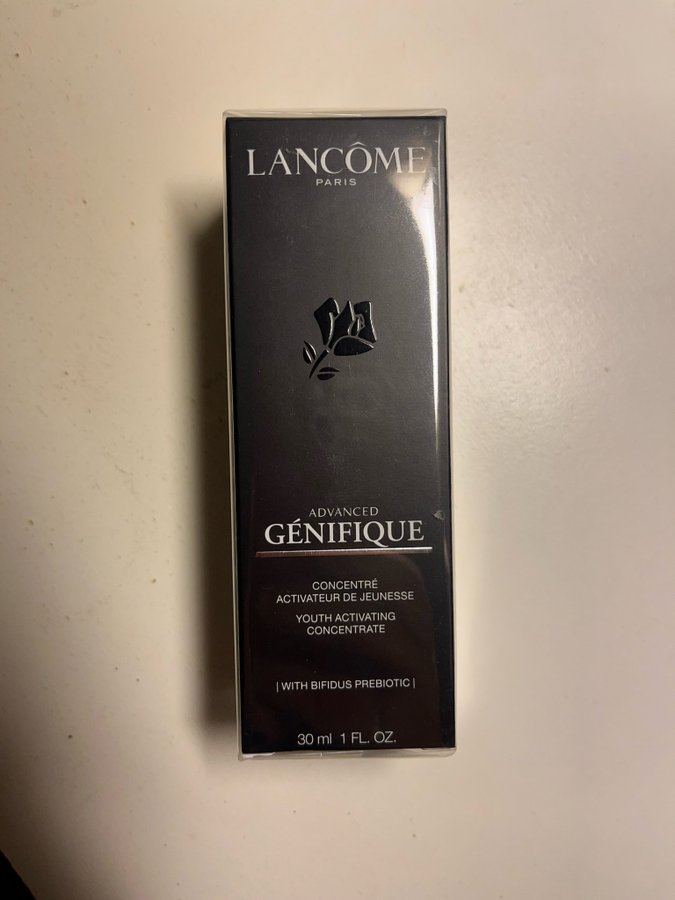 LANCÔME
PARIS
ADVANCED
GÉNIFIQUE
CONCENTRÉ
ACTIVATEUR DE JEUNESSE
YOUTH ACTIVATING
CONCENTRATE
| WITH BIFIDUS PREBIOTIC |
30 ml 1 FL. OZ.